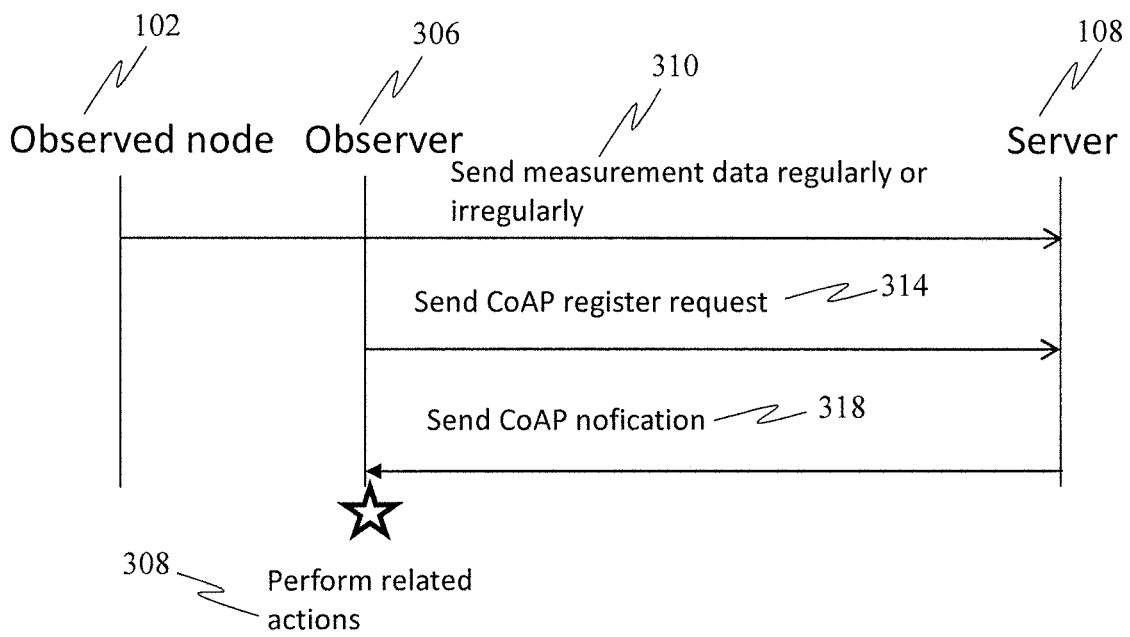 102
306
108
310
Observed node
Observer
Server
Send measurement data regularly or
irregularly
314
Send CoAP register request
318
Send CoAP nofication
308
Perform related
actions